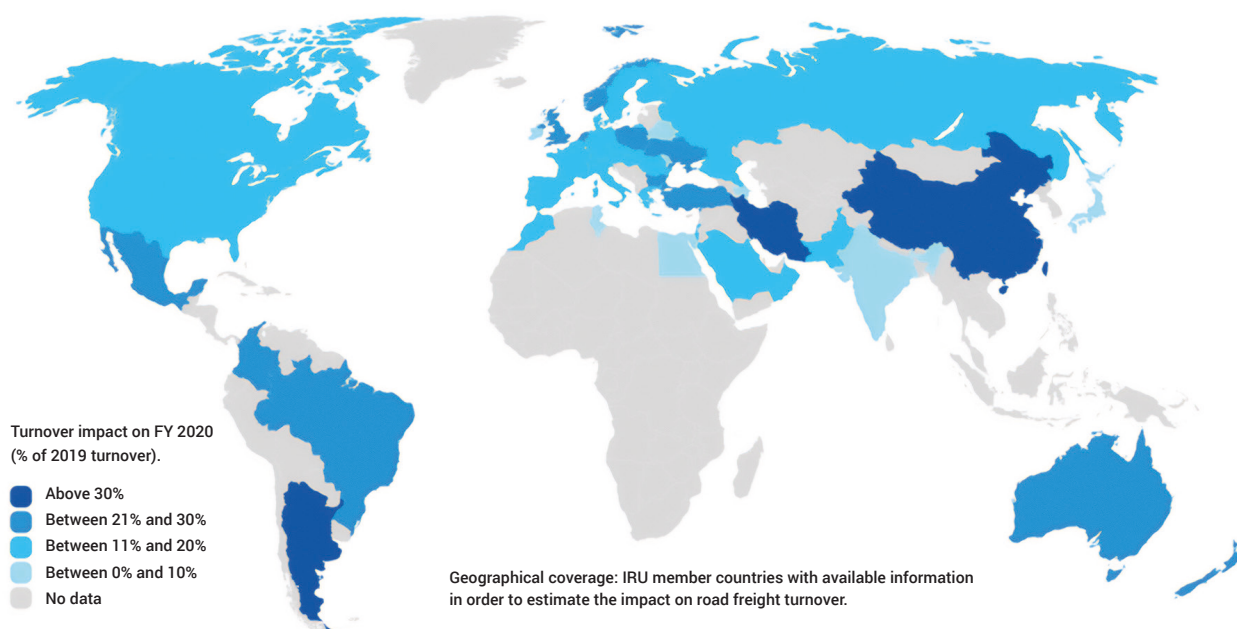 Turnover impact on FY 2020
(% of 2019 turnover).
Above 30%
Between 21% and 30%
Between 11% and 20%
Between 0% and 10%
No data
Geographical coverage: IRU member countries with available information
in order to estimate the impact on road freight turnover.